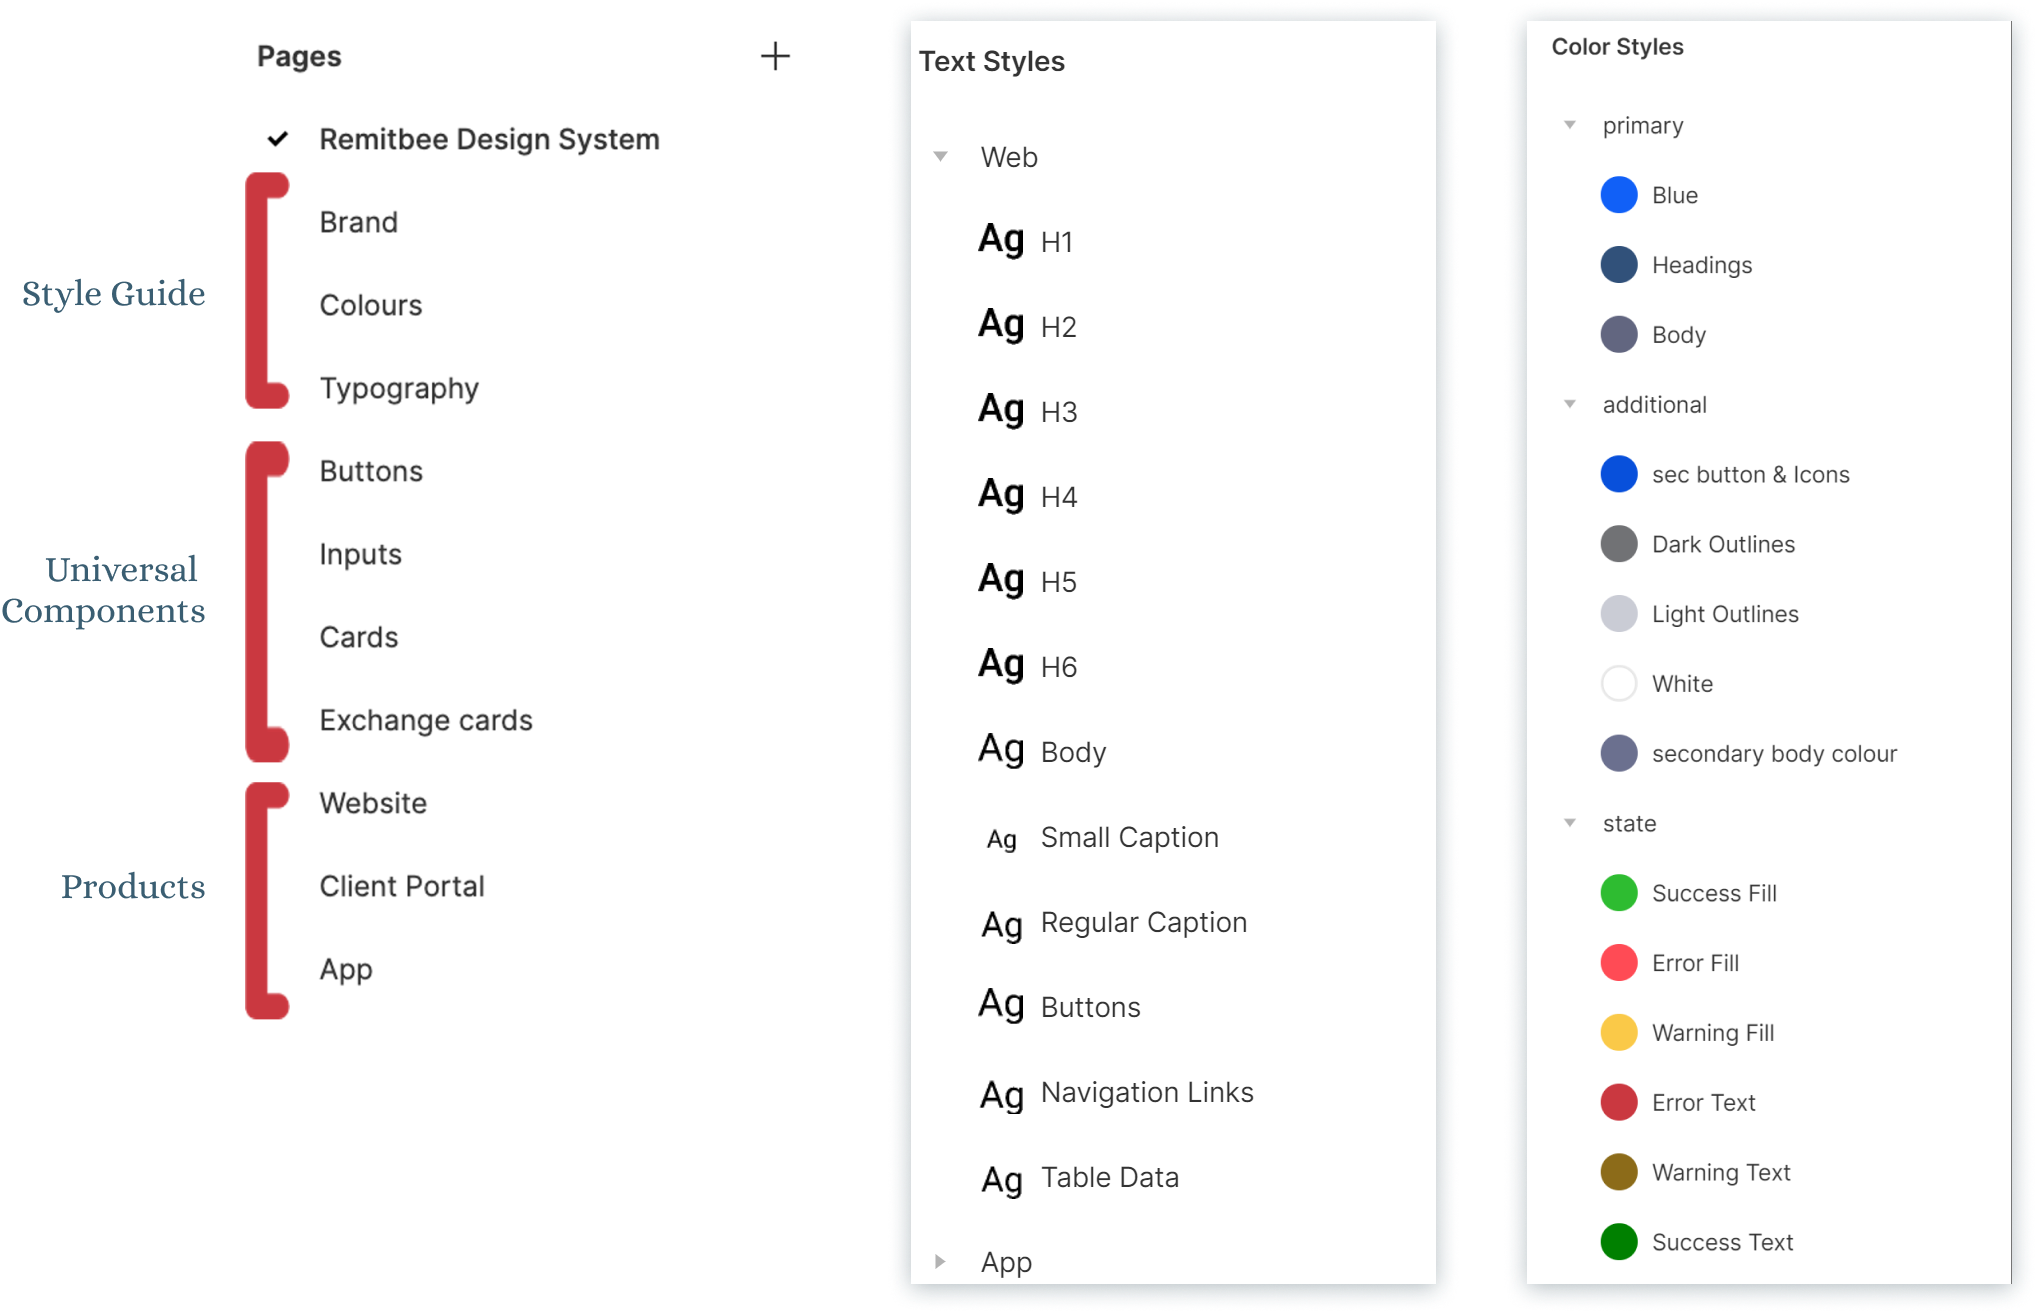 Pages
Remitbee Design System
Style Guide
Brand
Colours
Typography
Universal
Components
Buttons
Inputs
Cards
Exchange cards
Products
Website
Client Portal
App
Text Styles
Web
Ag H1
Ag H2
Ag H3
Ag H4
Ag H5
Ag H6
Ag Body
Ag Small Caption
Ag Regular Caption
Ag Buttons
Ag Navigation Links
Ag Table Data
App
Color Styles
primary
Blue
Headings
Body
additional
sec button & Icons
Dark Outlines
Light Outlines
White
secondary body colour
state
Success Fill
Error Fill
Warning Fill
Error Text
Warning Text
Success Text